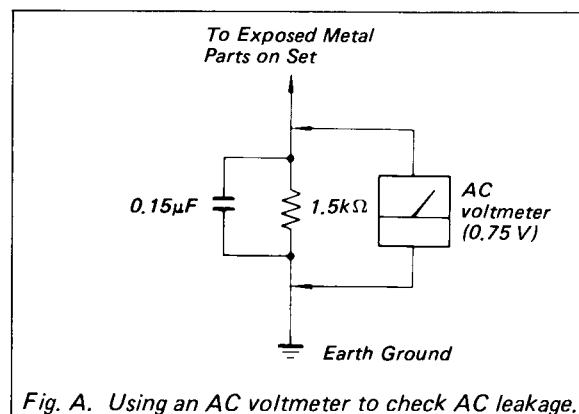 To Exposed Metal
Parts on Set
0.15µF
1.5kΩ
AC
voltmeter
(0.75 V)
Earth Ground
Fig. A. Using an AC voltmeter to check AC leakage.